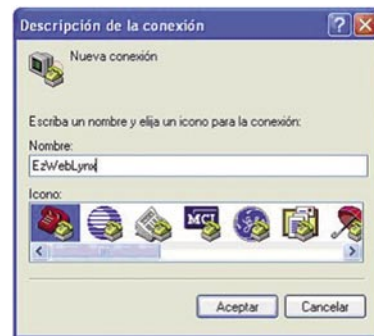 Descripción de la conexión
Nueva conexión
Escriba un nombre y elija un icono para la conexión:
Nombre:
EzWebLynx
Icono:
MCI
Aceptar
Cancelar